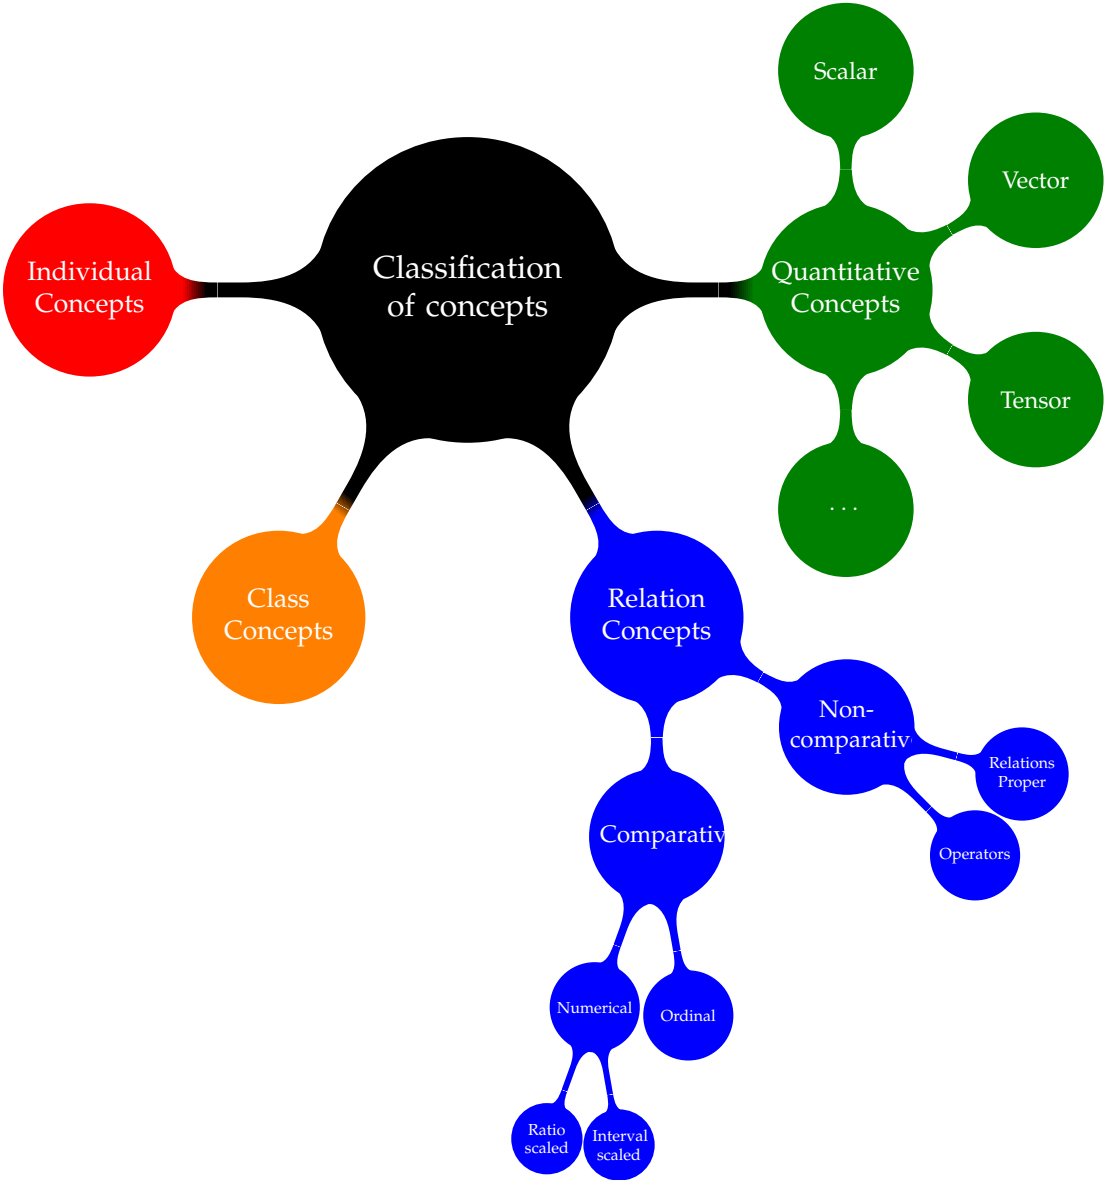 Scalar
Vector
Classification
of concepts
Individual
Concepts
Quantitative
Concepts
Tensor
. . .
Class
Concepts
Relation
Concepts
Non-
comparativ
Relations
Proper
Comparativ
Operators
Numerical
Ordinal
Ratio
scaled
Interval
scaled